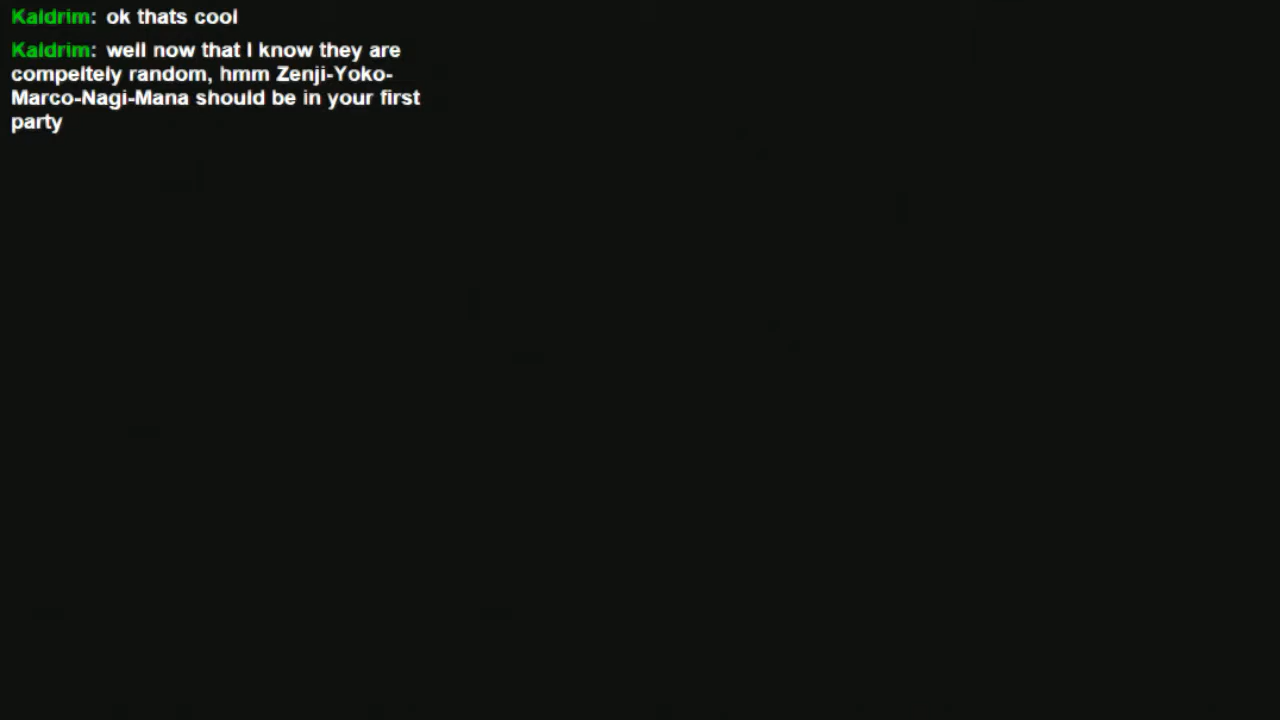 Kaldrim: ok thats cool
Kaldrim: well now that I know they are
compeltely random, hmm Zenji-Yoko-
Marco-Nagi-Mana should be in your first
party